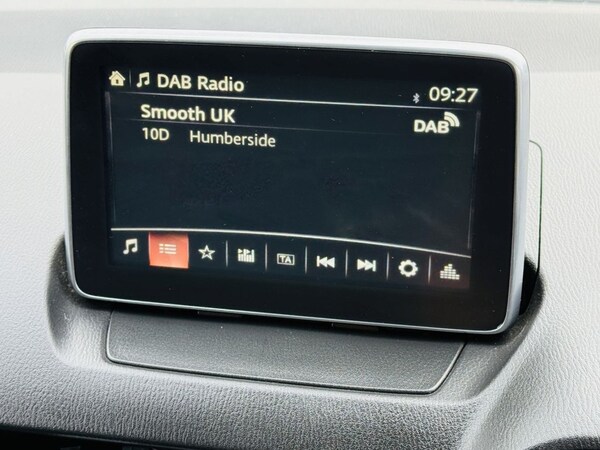 DAB Radio 09:27
Smooth UK DAB
10D Humberside
TA